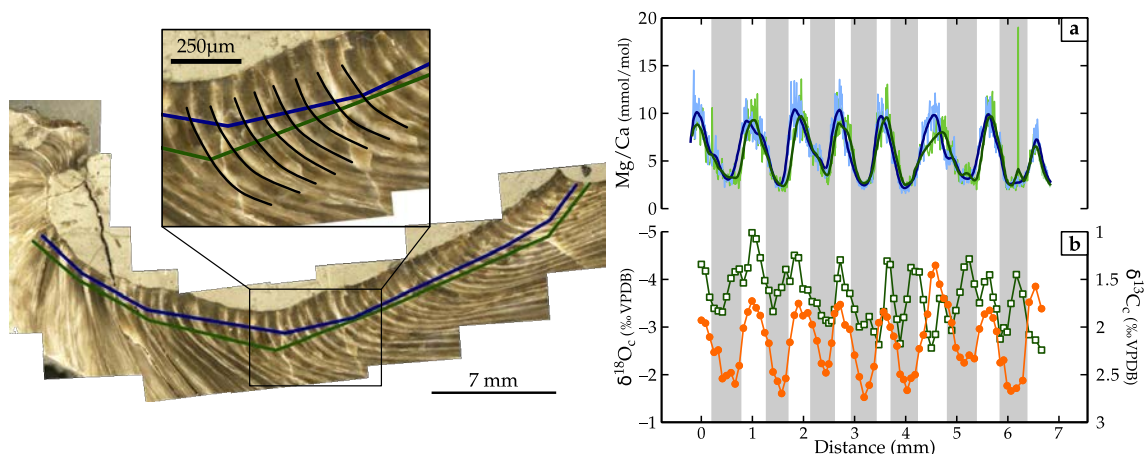 250µm
7 mm
a
Mg/Ca (mmol/mol)
20
15
10
5
0
b
δ¹⁸Oc (‰ VPDB)
−5
−4
−3
−2
−1
δ¹³Cc (‰ VPDB)
1
1.5
2
2.5
3
0 1 2 3 4 5 6 7
Distance (mm)